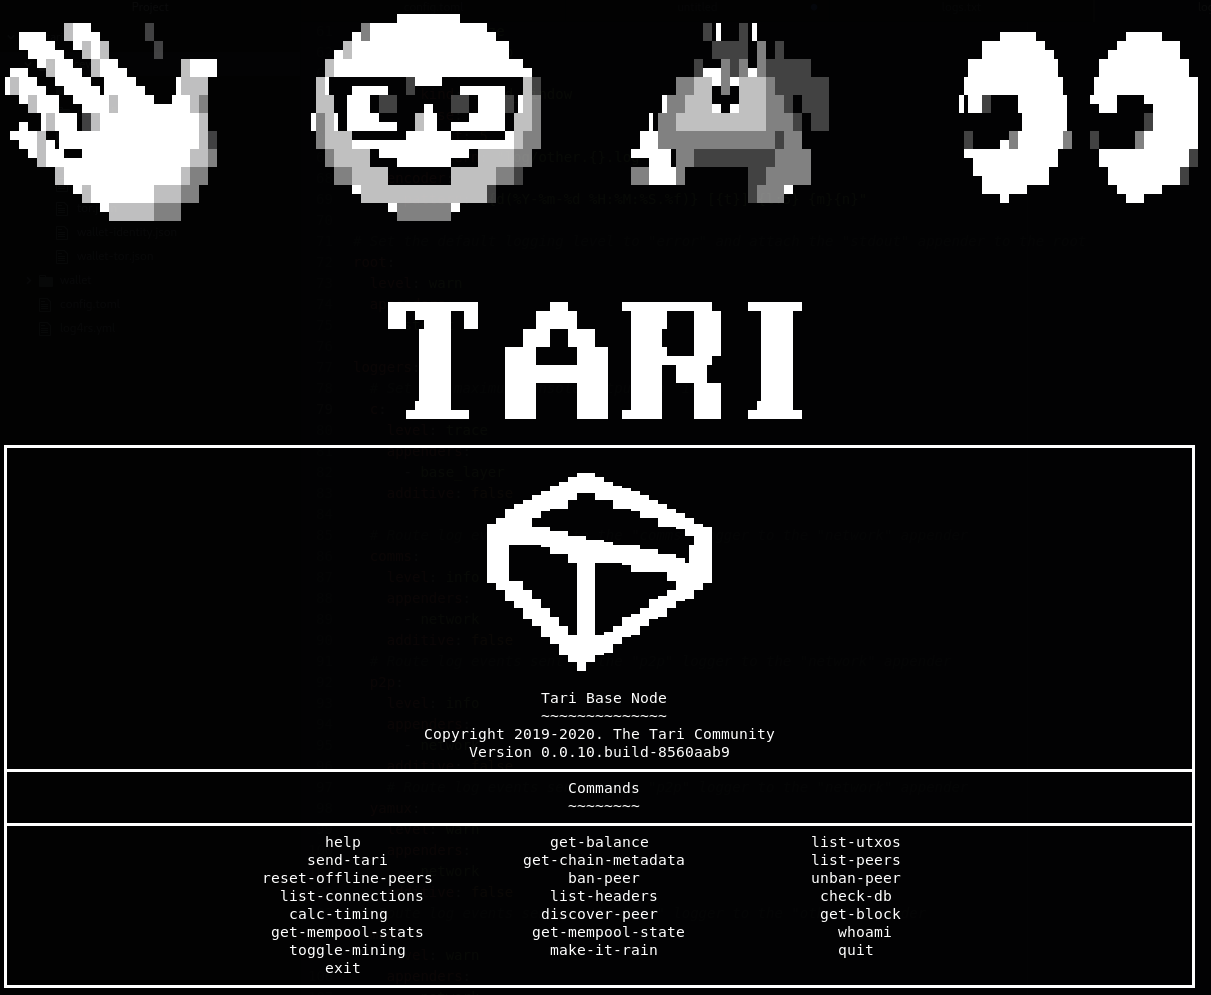 TARI
Tari Base Node
~~~~~~~~~~~~~~
Copyright 2019-2020. The Tari Community
Version 0.0.10.build-8560aab9
Commands
~~~~~~~~
help get-balance list-utxos
send-tari get-chain-metadata list-peers
reset-offline-peers ban-peer unban-peer
list-connections list-headers check-db
calc-timing discover-peer get-block
get-mempool-stats get-mempool-state whoami
toggle-mining make-it-rain quit
exit